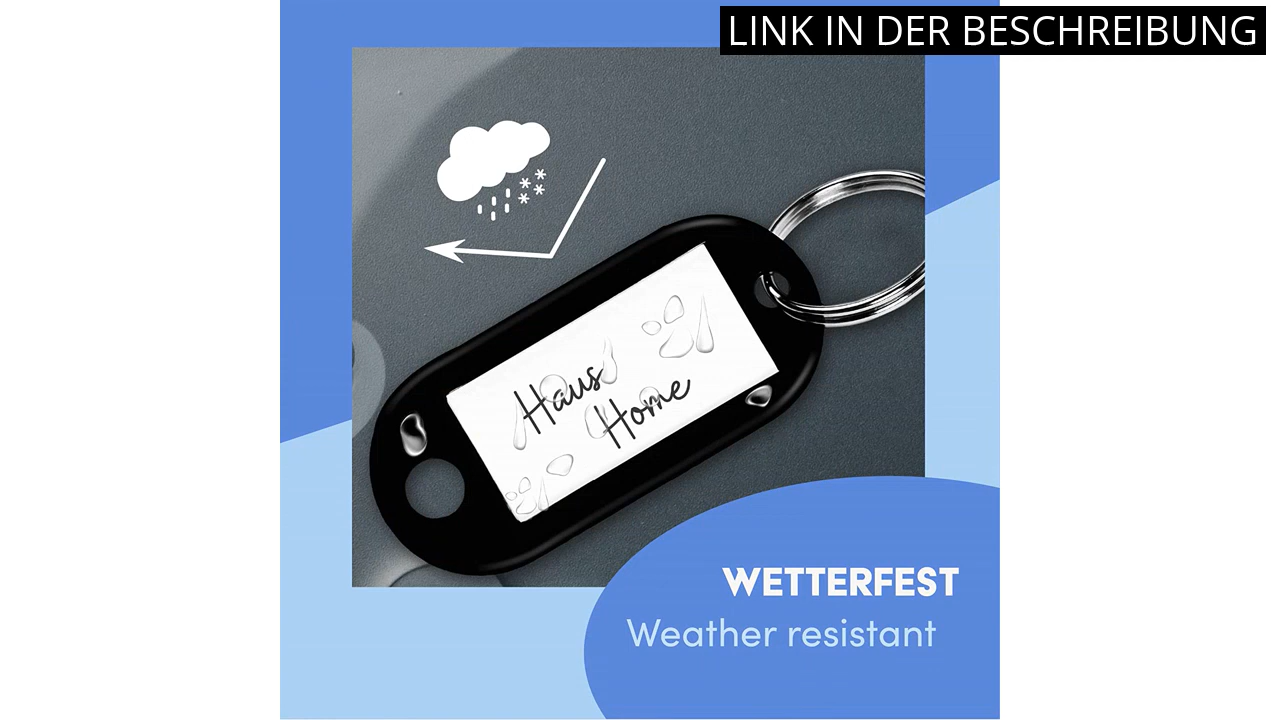 LINK IN DER BESCHREIBUNG
Haus
Home
WETTERFEST
Weather resistant